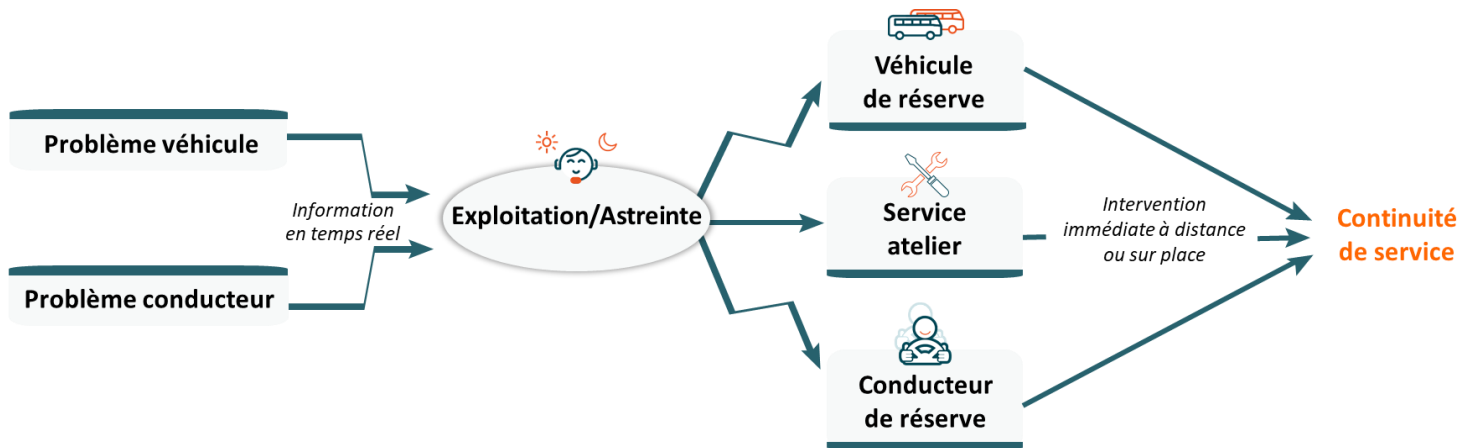 Problème véhicule
Information
en temps réel
Problème conducteur
Exploitation/Astreinte
Véhicule
de réserve
Service
atelier
Conducteur
de réserve
Intervention
immédiate à distance
ou sur place
Continuité
de service